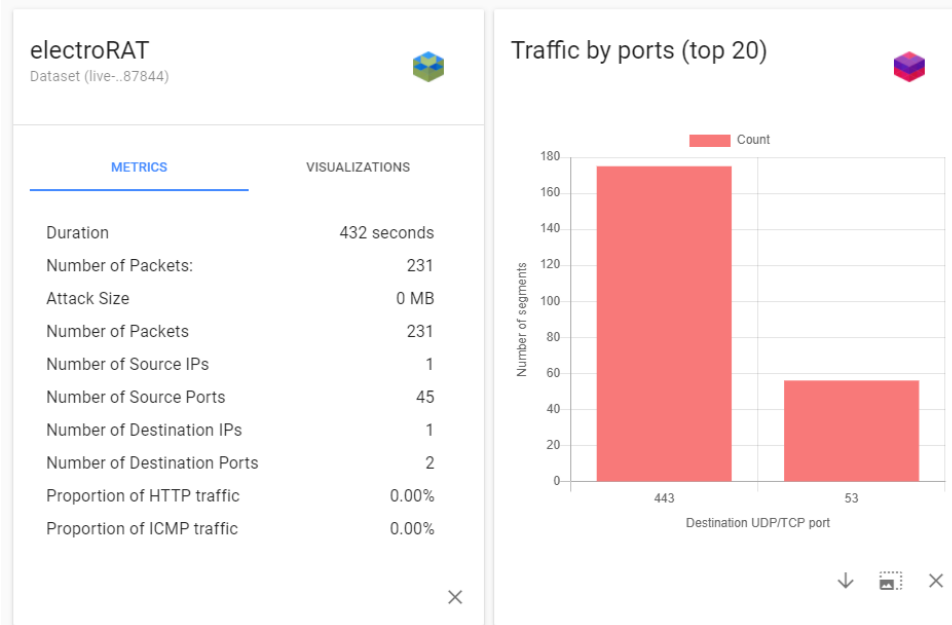 electroRAT
Dataset (live-..87844)
METRICS VISUALIZATIONS
Duration 432 seconds
Number of Packets: 231
Attack Size 0 MB
Number of Packets 231
Number of Source IPs 1
Number of Source Ports 45
Number of Destination IPs 1
Number of Destination Ports 2
Proportion of HTTP traffic 0.00%
Proportion of ICMP traffic 0.00%
Traffic by ports (top 20)
Count
Number of segments
180
160
140
120
100
80
60
40
20
0
443 53
Destination UDP/TCP port